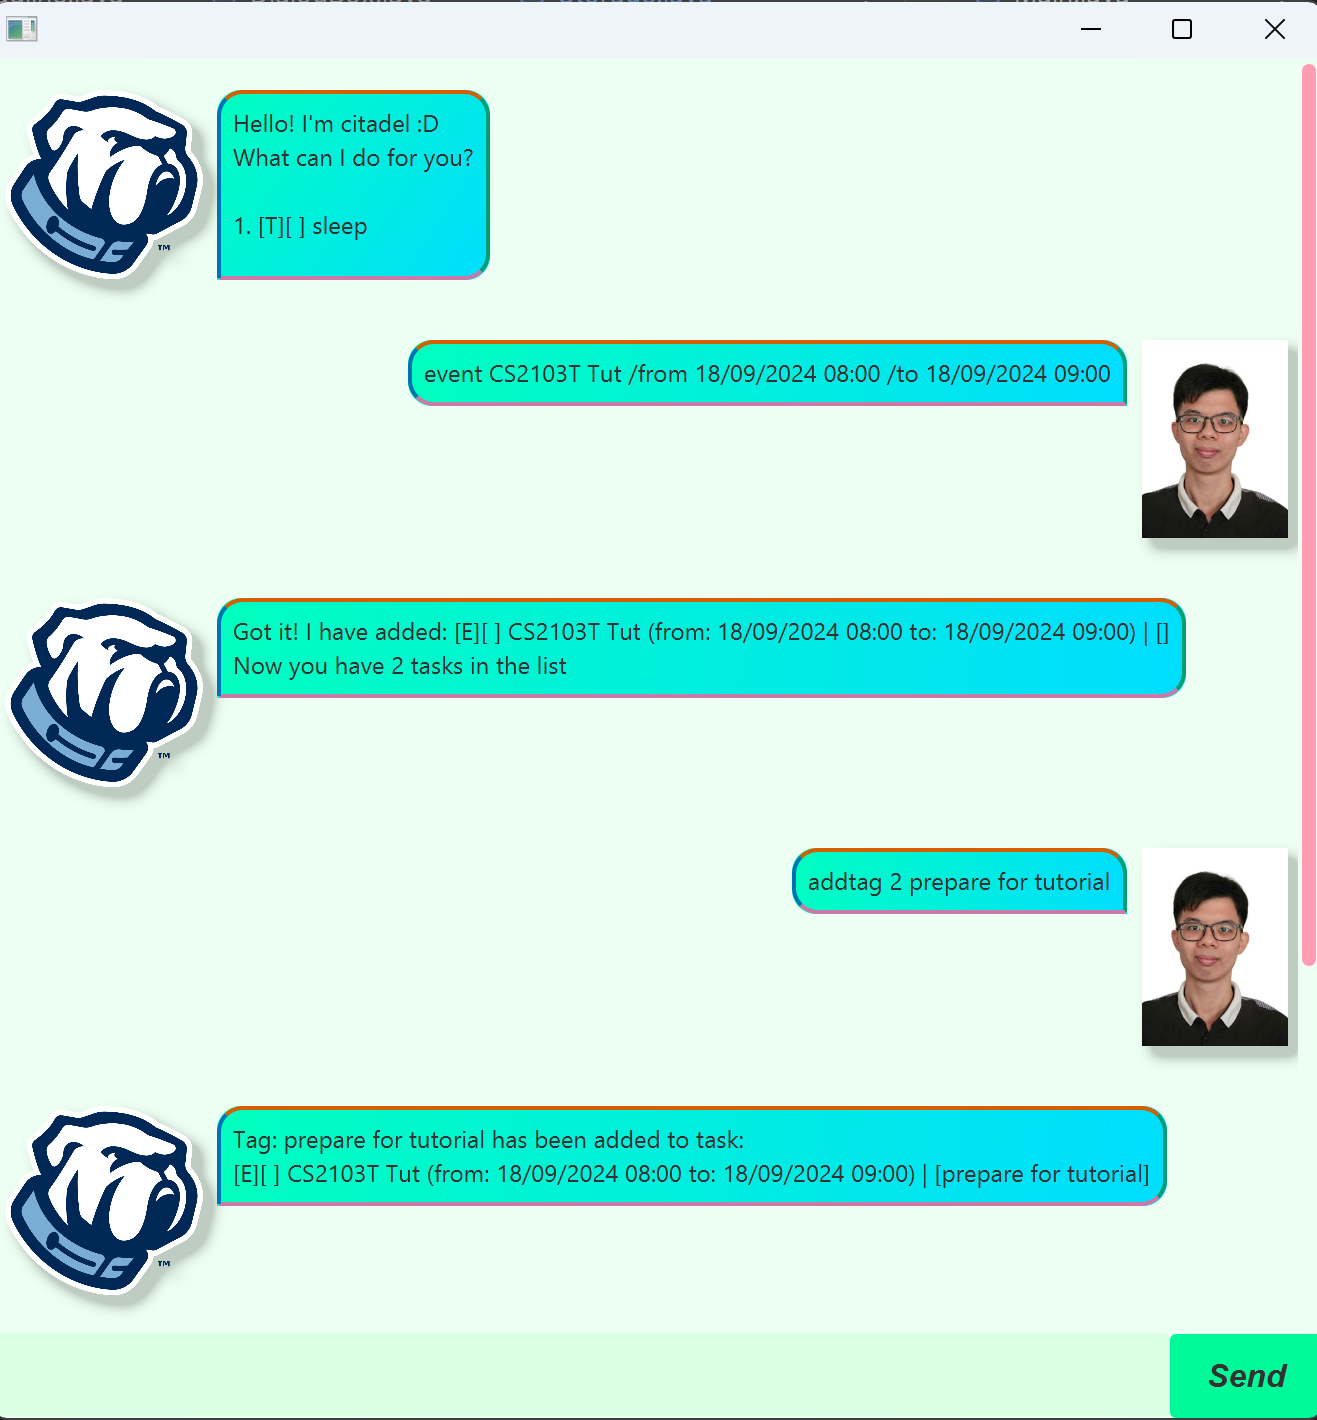 Hello! I'm citadel :D
What can I do for you?
1. [T][ ] sleep
event CS2103T Tut /from 18/09/2024 08:00 /to 18/09/2024 09:00
Got it! I have added: [E][ ] CS2103T Tut (from: 18/09/2024 08:00 to: 18/09/2024 09:00) | []
Now you have 2 tasks in the list
addtag 2 prepare for tutorial
Tag: prepare for tutorial has been added to task:
[E][ ] CS2103T Tut (from: 18/09/2024 08:00 to: 18/09/2024 09:00) | [prepare for tutorial]
Send
TM
TM
TM